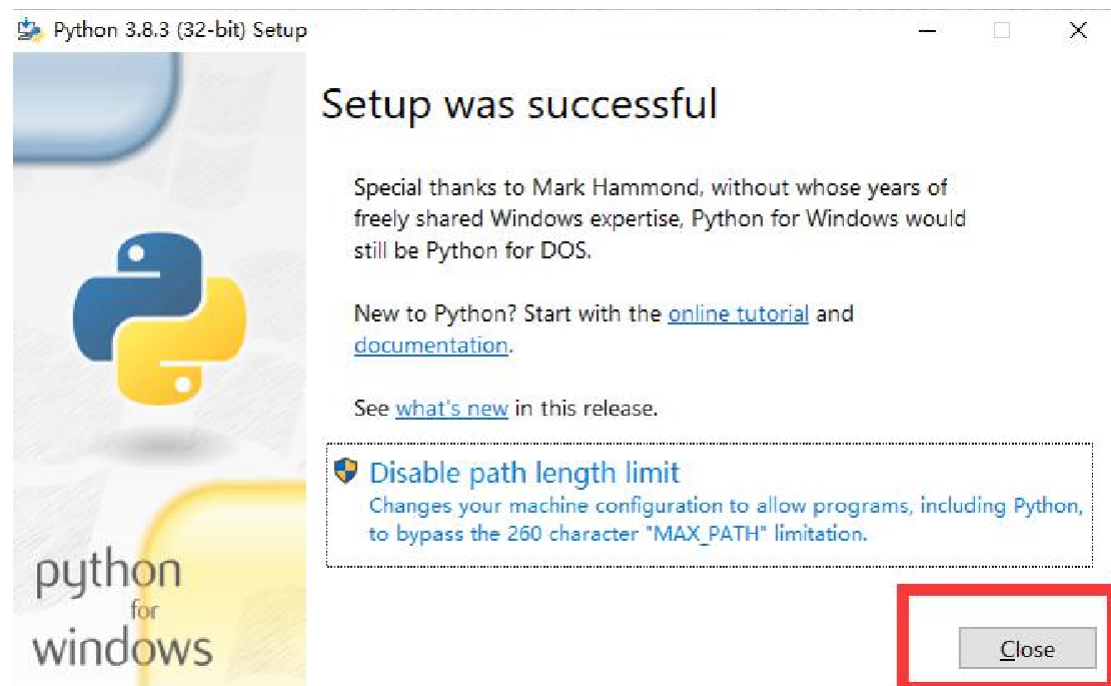 Python 3.8.3 (32-bit) Setup
Setup was successful
Special thanks to Mark Hammond, without whose years of
freely shared Windows expertise, Python for Windows would
still be Python for DOS.
New to Python? Start with the online tutorial and
documentation.
See what's new in this release.
Disable path length limit
Changes your machine configuration to allow programs, including Python,
to bypass the 260 character "MAX_PATH" limitation.
python
for
windows
Close